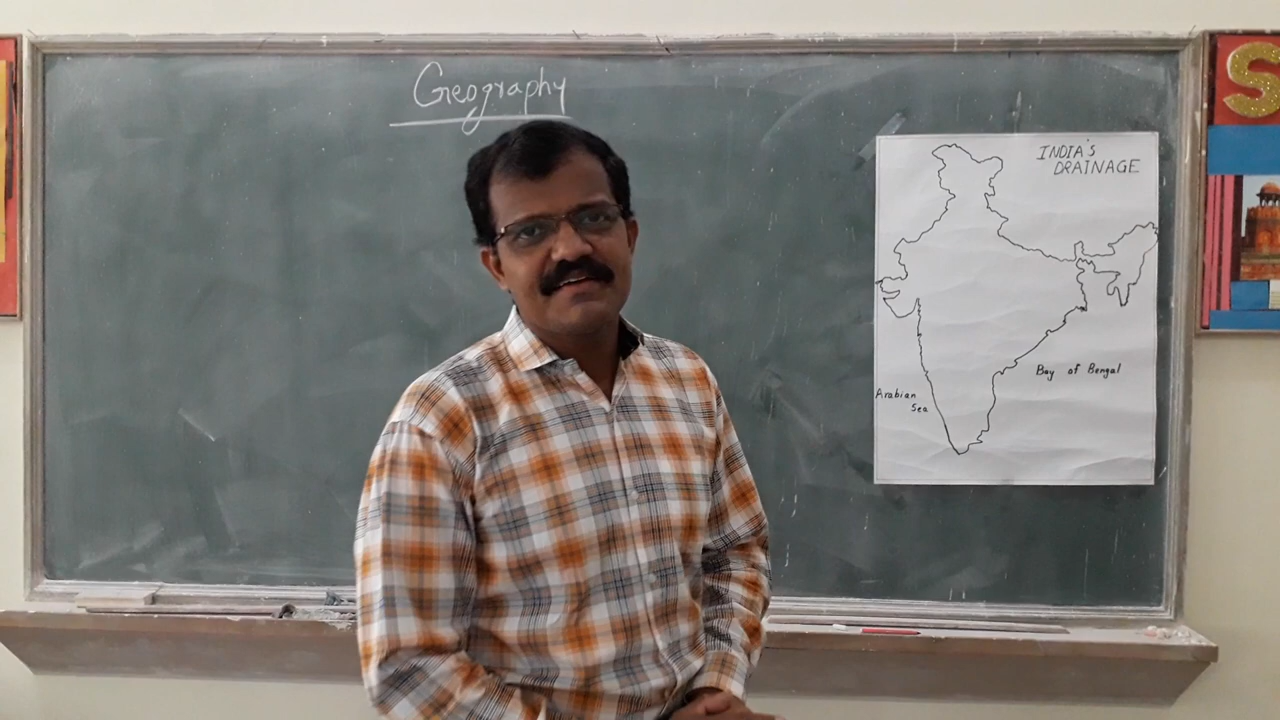 Geography
INDIA'S
DRAINAGE
Bay of Bengal
Arabian
Sea
S